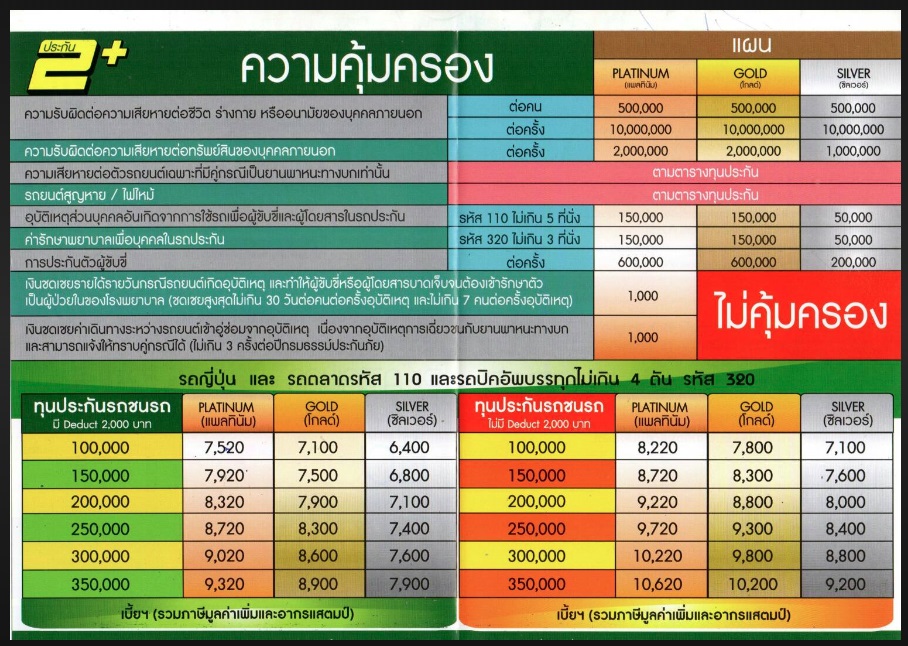 ประกัน
2+
ความคุ้มครอง
แผน
PLATINUM
(แพลทินัม)
GOLD
(โกลด์)
SILVER
(ซิลเวอร์)
ความรับผิดต่อความเสียหายต่อชีวิต ร่างกาย หรืออนามัยของบุคคลภายนอก
ต่อคน 500,000 500,000 500,000
ต่อครั้ง 10,000,000 10,000,000 10,000,000
ความรับผิดต่อความเสียหายต่อทรัพย์สินของบุคคลภายนอก ต่อครั้ง 2,000,000 2,000,000 1,000,000
ความเสียหายต่อตัวรถยนต์เฉพาะที่มีคู่กรณีเป็นยานพาหนะทางบกเท่านั้น ตามตารางทุนประกัน
รถยนต์สูญหาย / ไฟไหม้ ตามตารางทุนประกัน
อุบัติเหตุส่วนบุคคลอันเกิดจากการใช้รถเพื่อผู้ขับขี่และผู้โดยสารในรถประกัน รหัส 110 ไม่เกิน 5 ที่นั่ง 150,000 150,000 50,000
ค่ารักษาพยาบาลเพื่อบุคคลในรถประกัน รหัส 320 ไม่เกิน 3 ที่นั่ง 150,000 150,000 50,000
การประกันตัวผู้ขับขี่ ต่อครั้ง 600,000 600,000 200,000
เงินชดเชยรายได้รายวันกรณีรถยนต์เกิดอุบัติเหตุ และทำให้ผู้ขับขี่หรือผู้โดยสารบาดเจ็บจนต้องเข้ารักษาตัว
เป็นผู้ป่วยในของโรงพยาบาล (ชดเชยสูงสุดไม่เกิน 30 วันต่อคนต่อครั้งอุบัติเหตุ และไม่เกิน 7 คนต่อครั้งอุบัติเหตุ)
1,000
ไม่คุ้มครอง
เงินชดเชยค่าเดินทางระหว่างรถยนต์เข้าอู่ซ่อมจากอุบัติเหตุ เนื่องจากอุบัติเหตุการเฉี่ยวชนกับยานพาหนะทางบก
และสามารถแจ้งให้ทราบคู่กรณีได้ (ไม่เกิน 3 ครั้งต่อปีกรมธรรม์ประกันภัย)
1,000
รถญี่ปุ่น และ รถตลาดรหัส 110 และรถปิคอัพบรรทุกไม่เกิน 4 ตัน รหัส 320
ทุนประกันรถชนรถ
มี Deduct 2,000 บาท
PLATINUM
(แพลทินัม)
GOLD
(โกลด์)
SILVER
(ซิลเวอร์)
100,000 7,520 7,100 6,400
150,000 7,920 7,500 6,800
200,000 8,320 7,900 7,100
250,000 8,720 8,300 7,400
300,000 9,020 8,600 7,600
350,000 9,320 8,900 7,900
เบี้ยฯ (รวมภาษีมูลค่าเพิ่มและอากรแสตมป์)
ทุนประกันรถชนรถ
ไม่มี Deduct 2,000 บาท
PLATINUM
(แพลทินัม)
GOLD
(โกลด์)
SILVER
(ซิลเวอร์)
100,000 8,220 7,800 7,100
150,000 8,720 8,300 7,600
200,000 9,220 8,800 8,000
250,000 9,720 9,300 8,400
300,000 10,220 9,800 8,800
350,000 10,620 10,200 9,200
เบี้ยฯ (รวมภาษีมูลค่าเพิ่มและอากรแสตมป์)